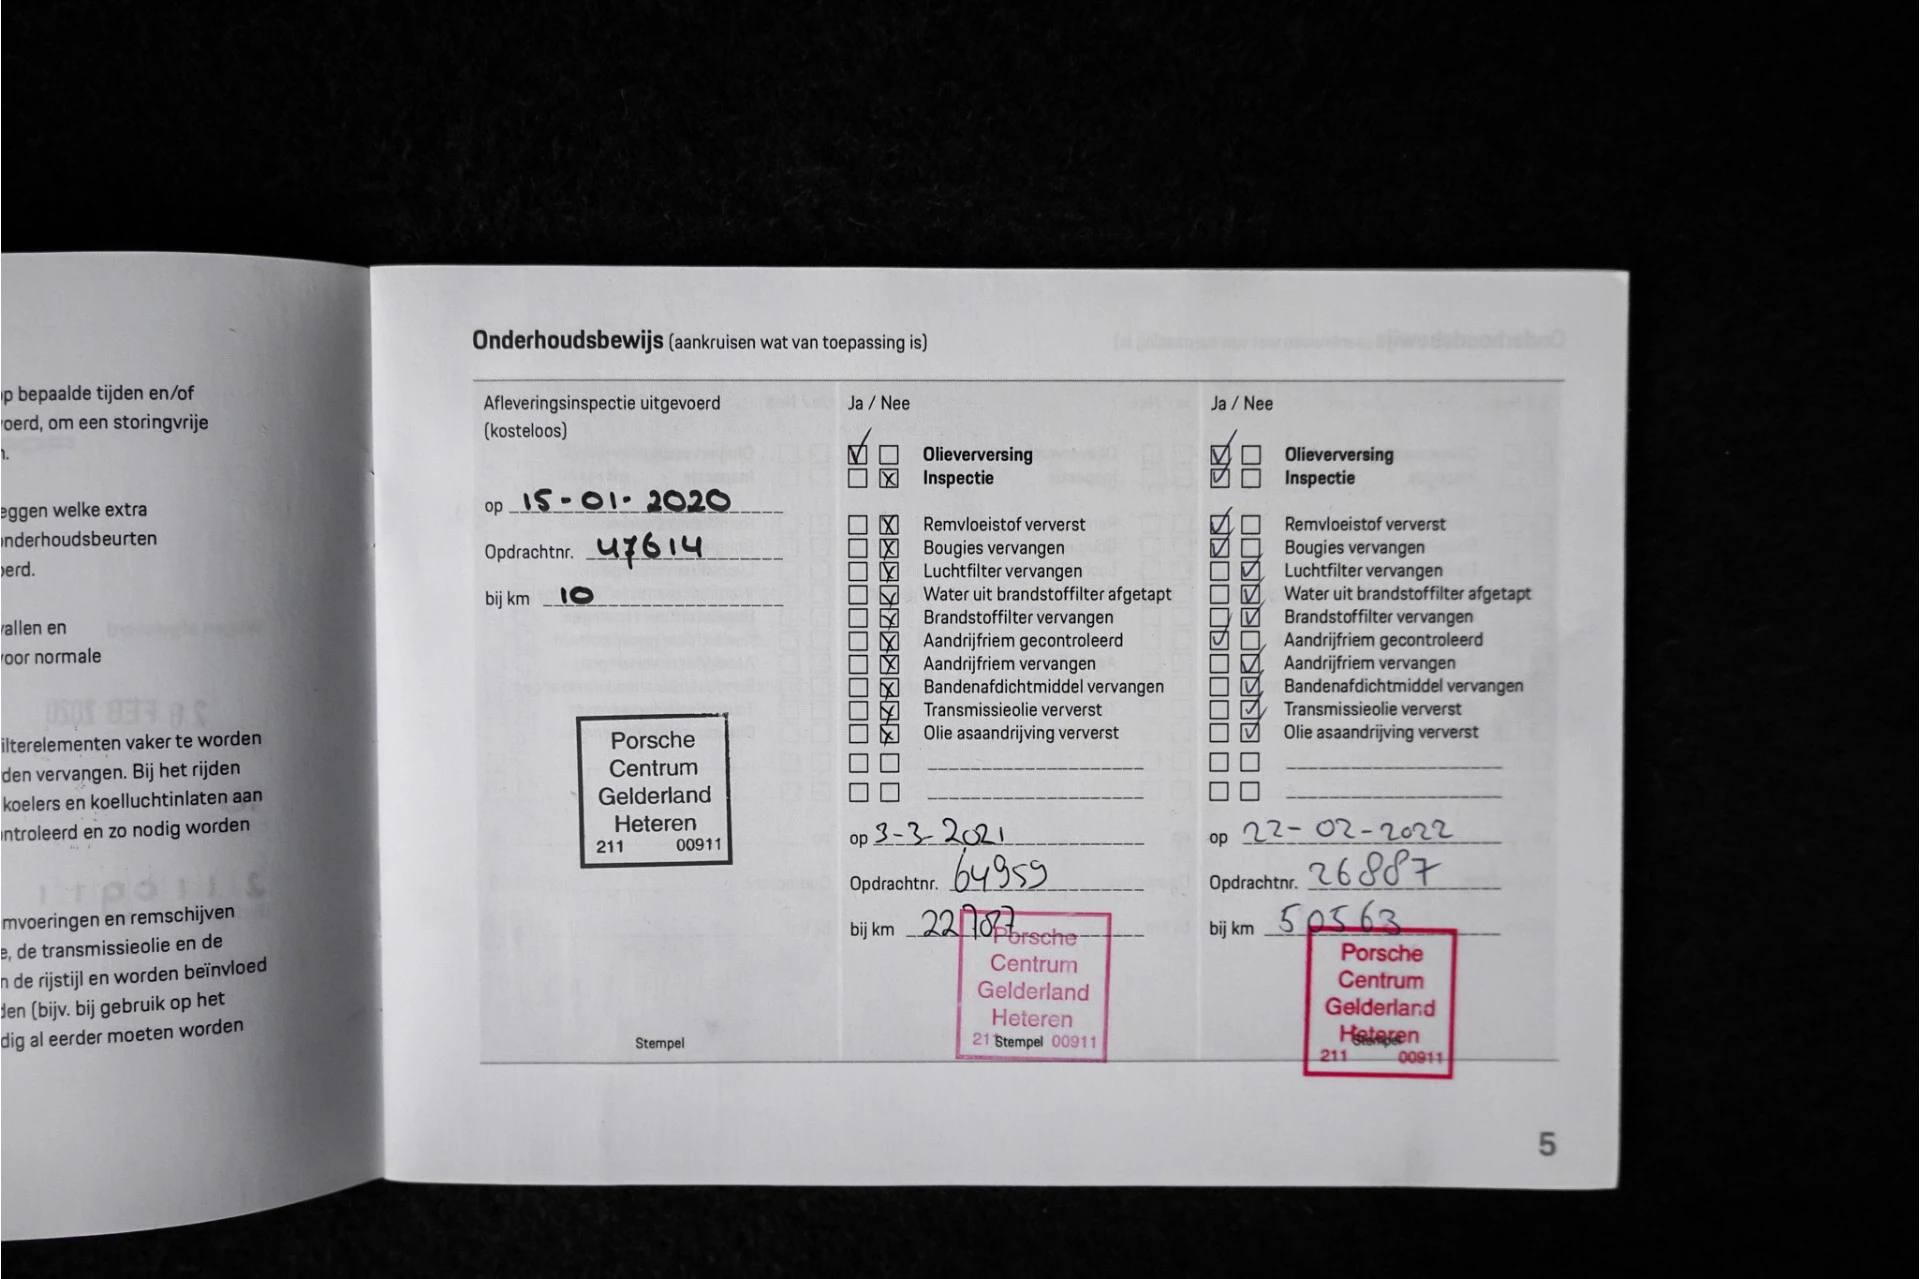 op bepaalde tijden en/of
oerd, om een storingvrije
n.
eggen welke extra
onderhoudsbeurten
oerd.
vallen en
voor normale
ilterelementen vaker te worden
den vervangen. Bij het rijden
koelers en koelluchtinlaten aan
ntroleerd en zo nodig worden
mvoeringen en remschijven
e, de transmissieolie en de
n de rijstijl en worden beïnvloed
den (bijv. bij gebruik op het
dig al eerder moeten worden
Onderhoudsbewijs (aankruisen wat van toepassing is)
Afleveringsinspectie uitgevoerd
(kosteloos)
op 15-01-2020
Opdrachtnr. 47614
bij km 10
Porsche
Centrum
Gelderland
Heteren
211 00911
Stempel
Ja / Nee
Olieverversing
Inspectie
Remvloeistof ververst
Bougies vervangen
Luchtfilter vervangen
Water uit brandstoffilter afgetapt
Brandstoffilter vervangen
Aandrijfriem gecontroleerd
Aandrijfriem vervangen
Bandenafdichtmiddel vervangen
Transmissieolie ververst
Olie asaandrijving ververst
op 3-3-2021
Opdrachtnr. 64959
bij km
Porsche
Centrum
Gelderland
Heteren
211 Stempel 00911
Ja / Nee
Olieverversing
Inspectie
Remvloeistof ververst
Bougies vervangen
Luchtfilter vervangen
Water uit brandstoffilter afgetapt
Brandstoffilter vervangen
Aandrijfriem gecontroleerd
Aandrijfriem vervangen
Bandenafdichtmiddel vervangen
Transmissieolie ververst
Olie asaandrijving ververst
op 22-02-2022
Opdrachtnr. 26887
bij km 50563
Porsche
Centrum
Gelderland
Heteren
Stempel
211 00911
5